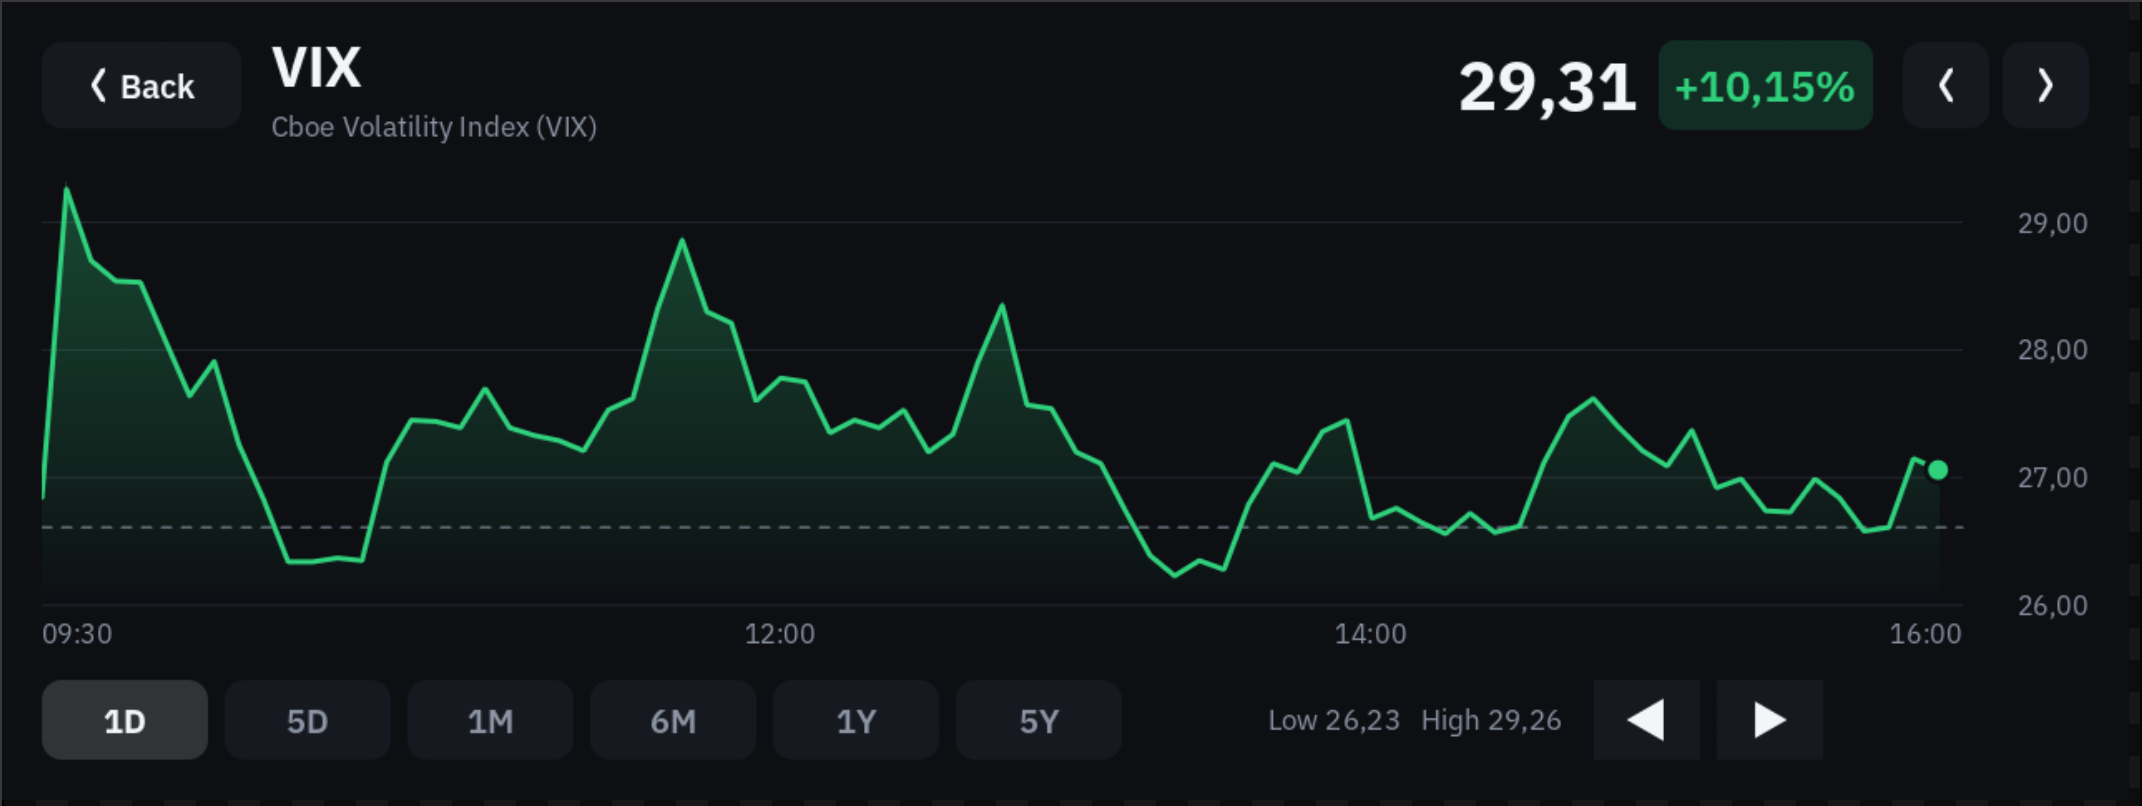 Back
VIX
Cboe Volatility Index (VIX)
29,31
+10,15%
29,00
28,00
27,00
26,00
09:30
12:00
14:00
16:00
1D
5D
1M
6M
1Y
5Y
Low 26,23
High 29,26